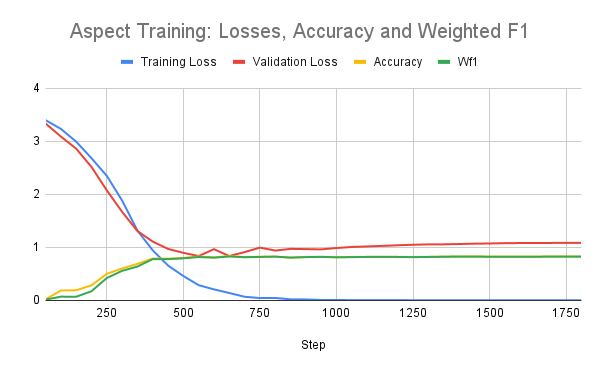 Aspect Training: Losses, Accuracy and Weighted F1
Training Loss Validation Loss Accuracy Wf1
4
3
2
1
0
250 500 750 1000 1250 1500 1750
Step